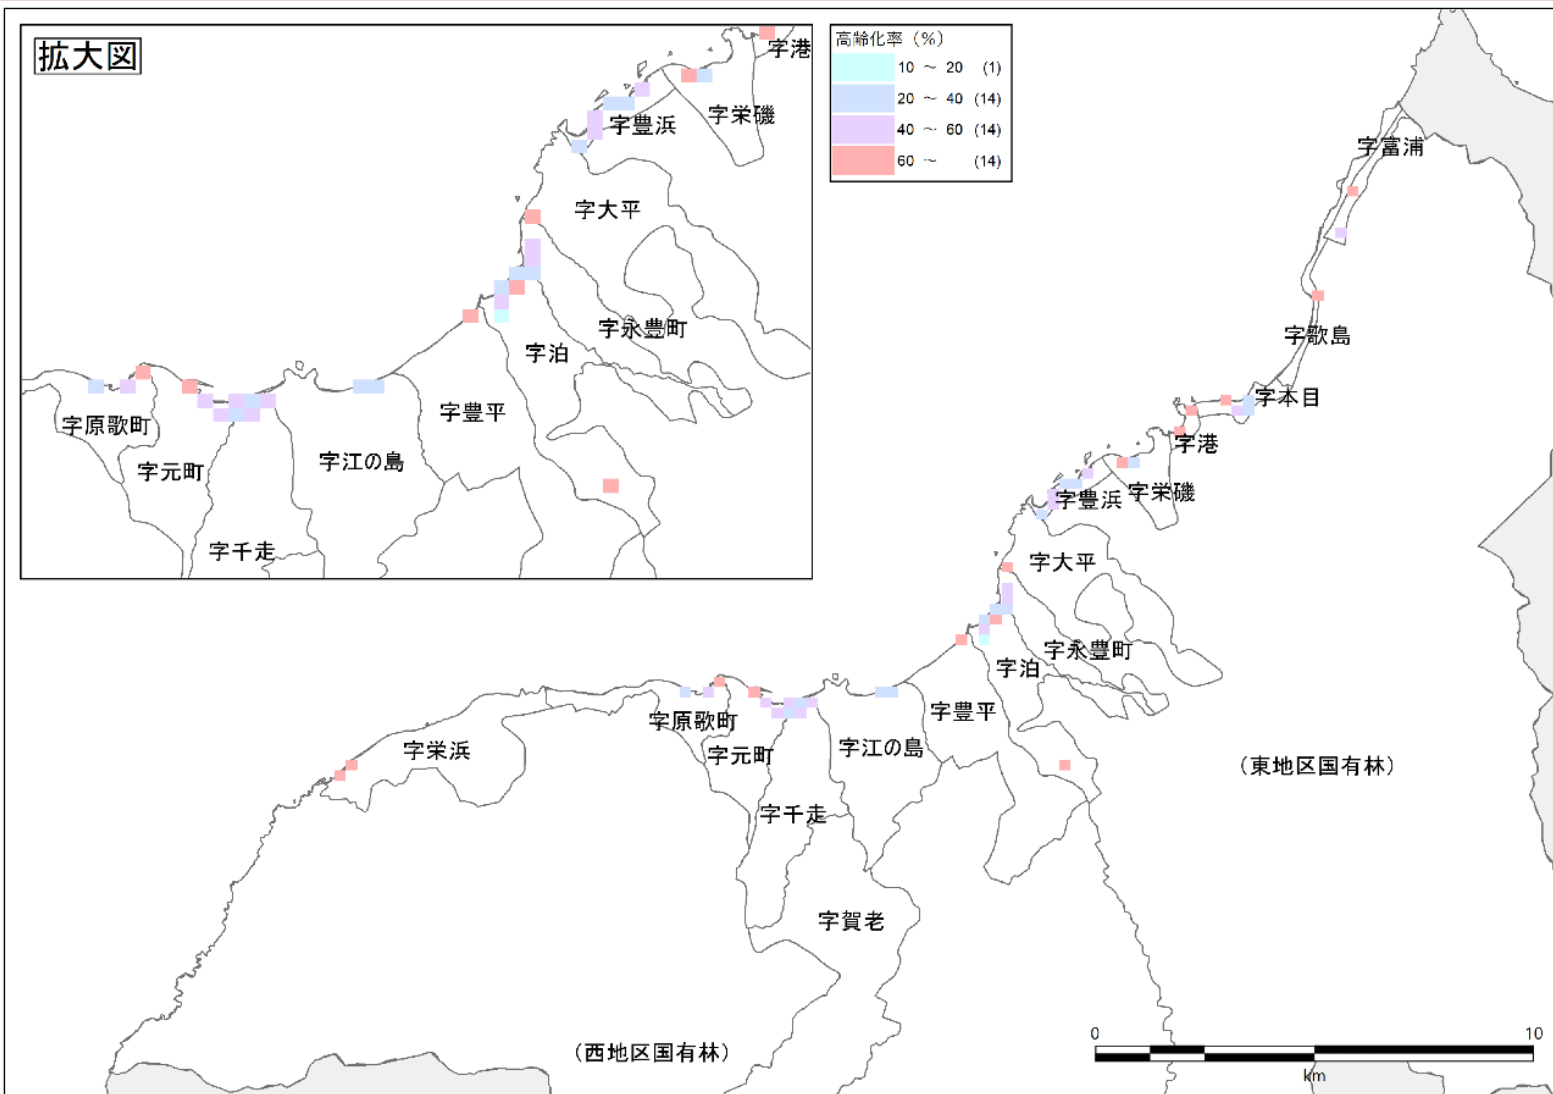 拡大図
字港
字栄磯
字豊浜
字大平
字永豊町
字泊
字豊平
字江の島
字原歌町
字元町
字千走
高齢化率（%）
10 ～ 20 (1)
20 ～ 40 (14)
40 ～ 60 (14)
60 ～ (14)
字富浦
字歌島
字本目
字港
字栄磯
字豊浜
字大平
字永豊町
字泊
字豊平
字原歌町
字江の島
字元町
字栄浜
（東地区国有林）
字千走
字賀老
（西地区国有林）
0 10
km